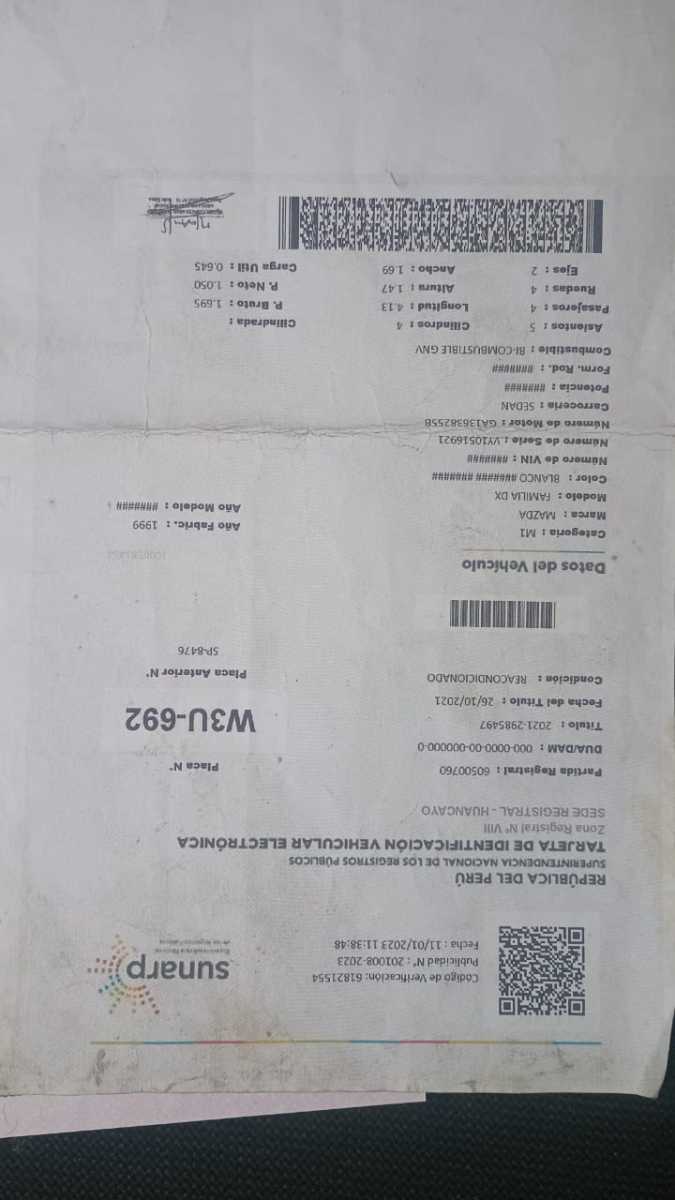 Código de Verificación: 61821554
Publicidad N° : 201008-2023
Fecha : 11/01/2023 11:38:48
sunarp
Superintendencia Nacional
de los Registros Públicos
REPÚBLICA DEL PERÚ
SUPERINTENDENCIA NACIONAL DE LOS REGISTROS PÚBLICOS
TARJETA DE IDENTIFICACIÓN VEHICULAR ELECTRÓNICA
Zona Registral N° VIII
SEDE REGISTRAL - HUANCAYO
Partida Registral : 60500760
DUA/DAM : 000-0000-00-000000-0
Título : 2021-2985497
Fecha del Título : 26/10/2021
Condición : REACONDICIONADO
Placa N°
W3U-692
Placa Anterior N°
SP-8476
Datos del Vehículo
Categoría : M1
Marca : MAZDA
Modelo : FAMILIA DX
Color : BLANCO ####### #######
Número de VIN : #######
Número de Serie : VY10516921
Número de Motor : GA13638255B
Carrocería : SEDAN
Potencia : #######
Form. Rod. : #######
Combustible : BI-COMBUSTIBLE GNV
Año Fabric. : 1999
Año Modelo : #######
Asientos : 5
Pasajeros : 4
Ruedas : 4
Ejes : 2
Cilindros : 4
Longitud : 4.13
Altura : 1.47
Ancho : 1.69
Cilindrada :
P. Bruto : 1.695
P. Neto : 1.050
Carga Util : 0.645